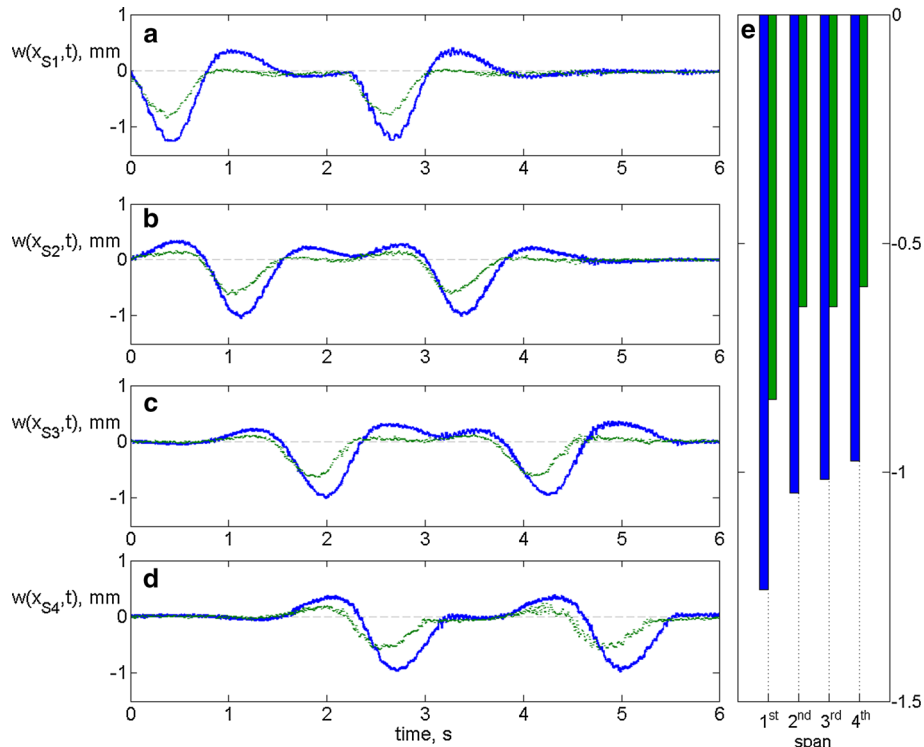 a
w(x_S1,t), mm
1
0
-1
0 1 2 3 4 5 6
b
w(x_S2,t), mm
1
0
-1
0 1 2 3 4 5 6
c
w(x_S3,t), mm
1
0
-1
0 1 2 3 4 5 6
d
w(x_S4,t), mm
1
0
-1
0 1 2 3 4 5 6
time, s
e
0
-0.5
-1
-1.5
1st 2nd 3rd 4th
span